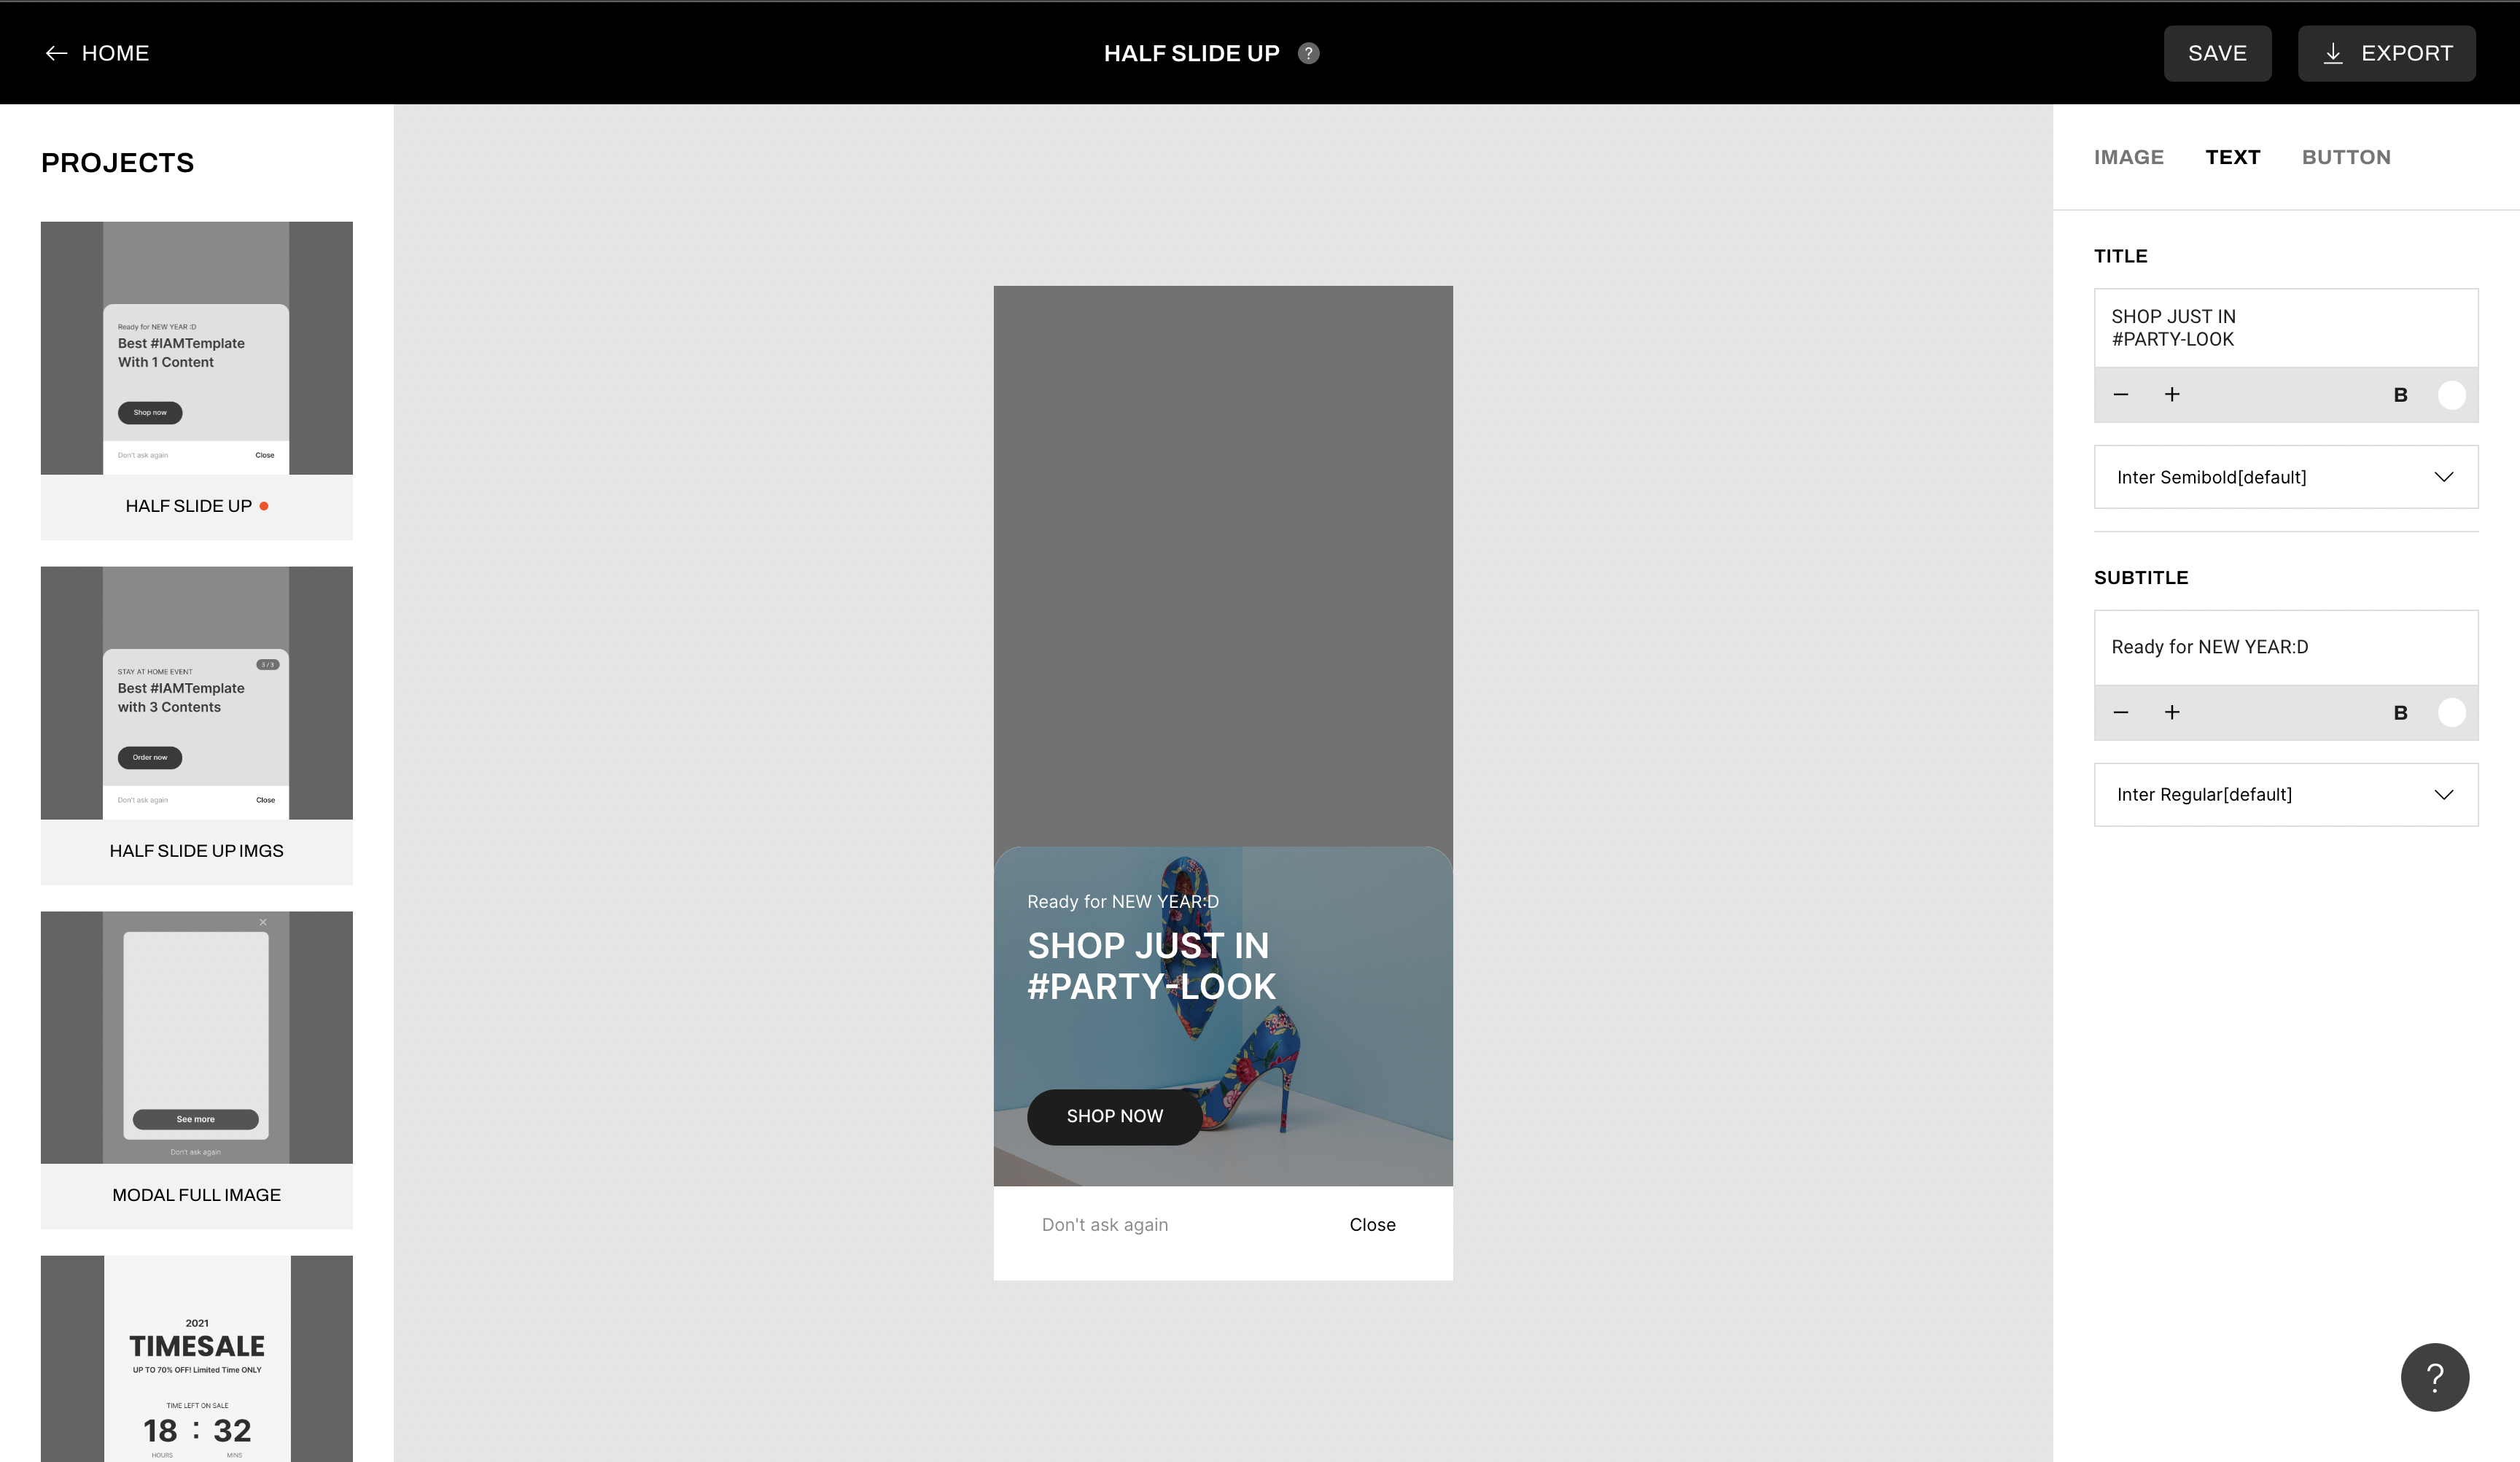 HOME
HALF SLIDE UP ?
SAVE
EXPORT
PROJECTS
Ready for NEW YEAR :D
Best #IAMTemplate
With 1 Content
Shop now
Don't ask again Close
HALF SLIDE UP
3 / 3
STAY AT HOME EVENT
Best #IAMTemplate
with 3 Contents
Order now
Don't ask again Close
HALF SLIDE UP IMGS
See more
Don't ask again
MODAL FULL IMAGE
2021
TIMESALE
UP TO 70% OFF! Limited Time ONLY
TIME LEFT ON SALE
18 : 32
HOURS MINS
Ready for NEW YEAR:D
SHOP JUST IN
#PARTY-LOOK
SHOP NOW
Don't ask again Close
IMAGE TEXT BUTTON
TITLE
SHOP JUST IN
#PARTY-LOOK
B
Inter Semibold[default]
SUBTITLE
Ready for NEW YEAR:D
B
Inter Regular[default]
?